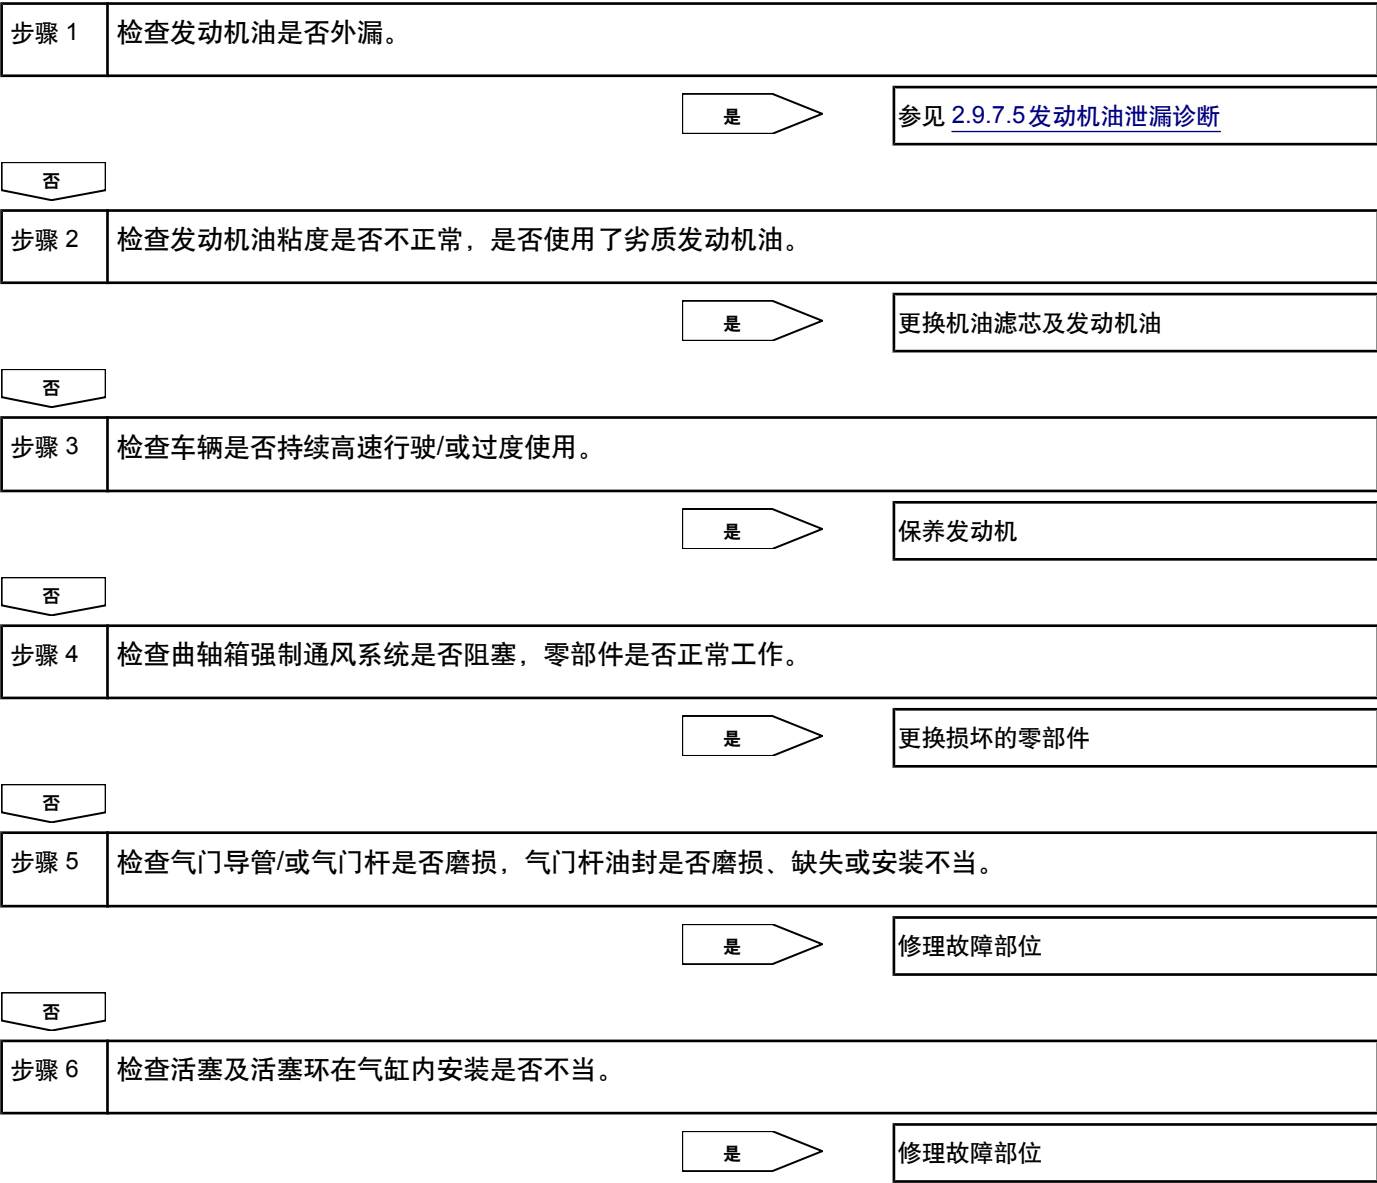 步骤 1
检查发动机油是否外漏。
是
参见 2.9.7.5发动机油泄漏诊断
否
步骤 2
检查发动机油粘度是否不正常，是否使用了劣质发动机油。
是
更换机油滤芯及发动机油
否
步骤 3
检查车辆是否持续高速行驶/或过度使用。
是
保养发动机
否
步骤 4
检查曲轴箱强制通风系统是否阻塞，零部件是否正常工作。
是
更换损坏的零部件
否
步骤 5
检查气门导管/或气门杆是否磨损，气门杆油封是否磨损、缺失或安装不当。
是
修理故障部位
否
步骤 6
检查活塞及活塞环在气缸内安装是否不当。
是
修理故障部位